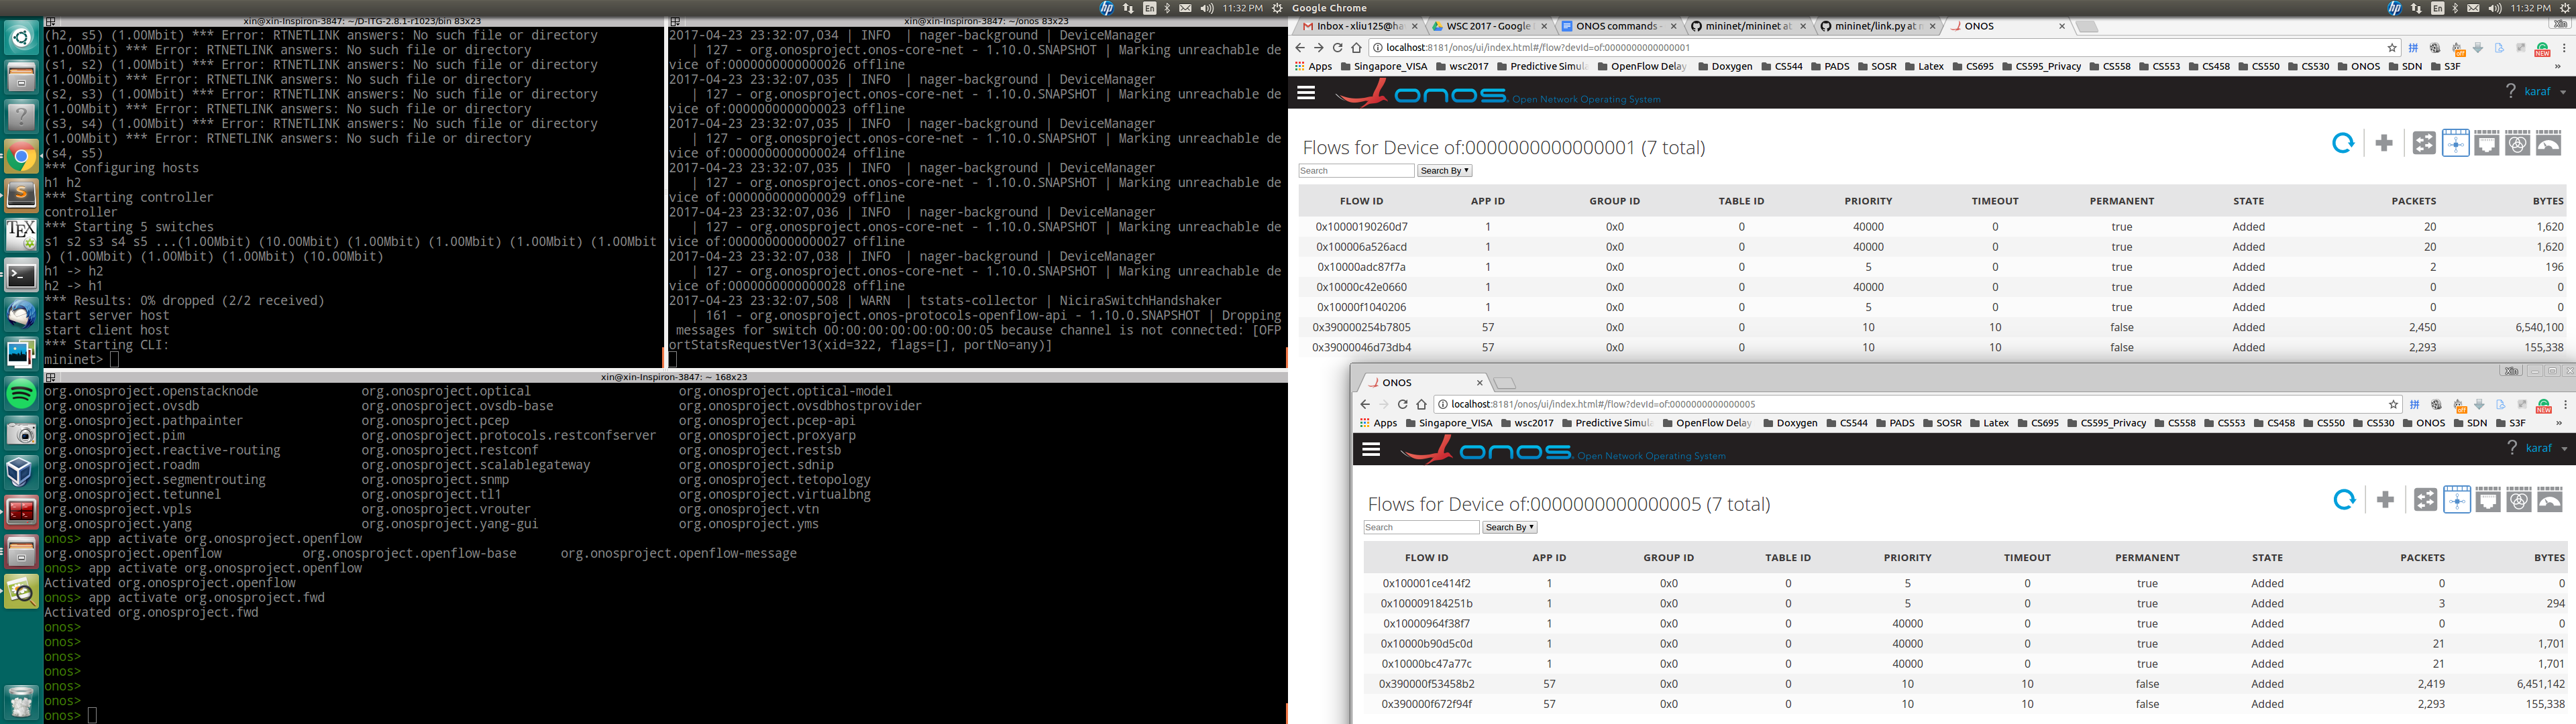 En
11:32 PM
Google Chrome
En
11:32 PM
xin@xin-Inspiron-3847: ~/D-ITG-2.8.1-r1023/bin 83x23
(h2, s5) (1.00Mbit) *** Error: RTNETLINK answers: No such file or directory
(1.00Mbit) *** Error: RTNETLINK answers: No such file or directory
(s1, s2) (1.00Mbit) *** Error: RTNETLINK answers: No such file or directory
(1.00Mbit) *** Error: RTNETLINK answers: No such file or directory
(s2, s3) (1.00Mbit) *** Error: RTNETLINK answers: No such file or directory
(1.00Mbit) *** Error: RTNETLINK answers: No such file or directory
(s3, s4) (1.00Mbit) *** Error: RTNETLINK answers: No such file or directory
(1.00Mbit) *** Error: RTNETLINK answers: No such file or directory
(s4, s5)
*** Configuring hosts
h1 h2
*** Starting controller
controller
*** Starting 5 switches
s1 s2 s3 s4 s5 ...(1.00Mbit) (10.00Mbit) (1.00Mbit) (1.00Mbit) (1.00Mbit) (1.00Mbit
) (1.00Mbit) (1.00Mbit) (1.00Mbit) (10.00Mbit)
h1 -> h2
h2 -> h1
*** Results: 0% dropped (2/2 received)
start server host
start client host
*** Starting CLI:
mininet>
xin@xin-Inspiron-3847: ~/onos 83x23
2017-04-23 23:32:07,034 | INFO | nager-background | DeviceManager
| 127 - org.onosproject.onos-core-net - 1.10.0.SNAPSHOT | Marking unreachable de
vice of:0000000000000026 offline
2017-04-23 23:32:07,035 | INFO | nager-background | DeviceManager
| 127 - org.onosproject.onos-core-net - 1.10.0.SNAPSHOT | Marking unreachable de
vice of:0000000000000023 offline
2017-04-23 23:32:07,035 | INFO | nager-background | DeviceManager
| 127 - org.onosproject.onos-core-net - 1.10.0.SNAPSHOT | Marking unreachable de
vice of:0000000000000024 offline
2017-04-23 23:32:07,035 | INFO | nager-background | DeviceManager
| 127 - org.onosproject.onos-core-net - 1.10.0.SNAPSHOT | Marking unreachable de
vice of:0000000000000029 offline
2017-04-23 23:32:07,036 | INFO | nager-background | DeviceManager
| 127 - org.onosproject.onos-core-net - 1.10.0.SNAPSHOT | Marking unreachable de
vice of:0000000000000027 offline
2017-04-23 23:32:07,038 | INFO | nager-background | DeviceManager
| 127 - org.onosproject.onos-core-net - 1.10.0.SNAPSHOT | Marking unreachable de
vice of:0000000000000028 offline
2017-04-23 23:32:07,508 | WARN | tstats-collector | NiciraSwitchHandshaker
| 161 - org.onosproject.onos-protocols-openflow-api - 1.10.0.SNAPSHOT | Dropping
messages for switch 00:00:00:00:00:00:00:05 because channel is not connected: [OFP
ortStatsRequestVer13(xid=322, flags=[], portNo=any)]
xin@xin-Inspiron-3847: ~ 168x23
org.onosproject.openstacknode org.onosproject.optical org.onosproject.optical-model
org.onosproject.ovsdb org.onosproject.ovsdb-base org.onosproject.ovsdbhostprovider
org.onosproject.pathpainter org.onosproject.pcep org.onosproject.pcep-api
org.onosproject.pim org.onosproject.protocols.restconfserver org.onosproject.proxyarp
org.onosproject.reactive-routing org.onosproject.restconf org.onosproject.restsb
org.onosproject.roadm org.onosproject.scalablegateway org.onosproject.sdnip
org.onosproject.segmentrouting org.onosproject.snmp org.onosproject.tetopology
org.onosproject.tetunnel org.onosproject.tl1 org.onosproject.virtualbng
org.onosproject.vpls org.onosproject.vrouter org.onosproject.vtn
org.onosproject.yang org.onosproject.yang-gui org.onosproject.yms
onos> app activate org.onosproject.openflow
org.onosproject.openflow org.onosproject.openflow-base org.onosproject.openflow-message
onos> app activate org.onosproject.openflow
Activated org.onosproject.openflow
onos> app activate org.onosproject.fwd
Activated org.onosproject.fwd
onos>
onos>
onos>
onos>
onos>
onos>
onos>
Inbox - xliu125@ha WSC 2017 - Google ONOS commands - mininet/mininet at mininet/link.py at m ONOS Xin
localhost:8181/onos/ui/index.html#/flow?devId=of:0000000000000001
Apps Singapore_VISA wsc2017 Predictive Simula OpenFlow Delay Doxygen CS544 PADS SOSR Latex CS695 CS595_Privacy CS558 CS553 CS458 CS550 CS530 ONOS SDN S3F
onos Open Network Operating System ? karaf
Flows for Device of:0000000000000001 (7 total)
Search Search By
FLOW ID APP ID GROUP ID TABLE ID PRIORITY TIMEOUT PERMANENT STATE PACKETS BYTES
0x10000190260d7 1 0x0 0 40000 0 true Added 20 1,620
0x100006a526acd 1 0x0 0 40000 0 true Added 20 1,620
0x10000adc87f7a 1 0x0 0 5 0 true Added 2 196
0x10000c42e0660 1 0x0 0 40000 0 true Added 0 0
0x10000f1040206 1 0x0 0 5 0 true Added 0 0
0x390000254b7805 57 0x0 0 10 10 false Added 2,450 6,540,100
0x39000046d73db4 57 0x0 0 10 10 false Added 2,293 155,338
ONOS Xin
localhost:8181/onos/ui/index.html#/flow?devId=of:0000000000000005
Apps Singapore_VISA wsc2017 Predictive Simula OpenFlow Delay Doxygen CS544 PADS SOSR Latex CS695 CS595_Privacy CS558 CS553 CS458 CS550 CS530 ONOS SDN S3F
onos Open Network Operating System ? karaf
Flows for Device of:0000000000000005 (7 total)
Search Search By
FLOW ID APP ID GROUP ID TABLE ID PRIORITY TIMEOUT PERMANENT STATE PACKETS BYTES
0x100001ce414f2 1 0x0 0 5 0 true Added 0 0
0x100009184251b 1 0x0 0 5 0 true Added 3 294
0x10000964f38f7 1 0x0 0 40000 0 true Added 0 0
0x10000b90d5c0d 1 0x0 0 40000 0 true Added 21 1,701
0x10000bc47a77c 1 0x0 0 40000 0 true Added 21 1,701
0x390000f53458b2 57 0x0 0 10 10 false Added 2,419 6,451,142
0x390000f672f94f 57 0x0 0 10 10 false Added 2,293 155,338